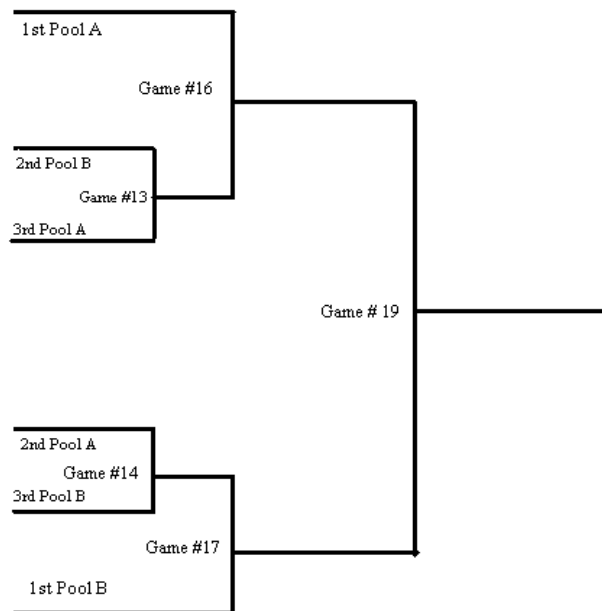 1st Pool A
Game #16
2nd Pool B
Game #13
3rd Pool A
Game # 19
2nd Pool A
Game #14
3rd Pool B
Game #17
1st Pool B